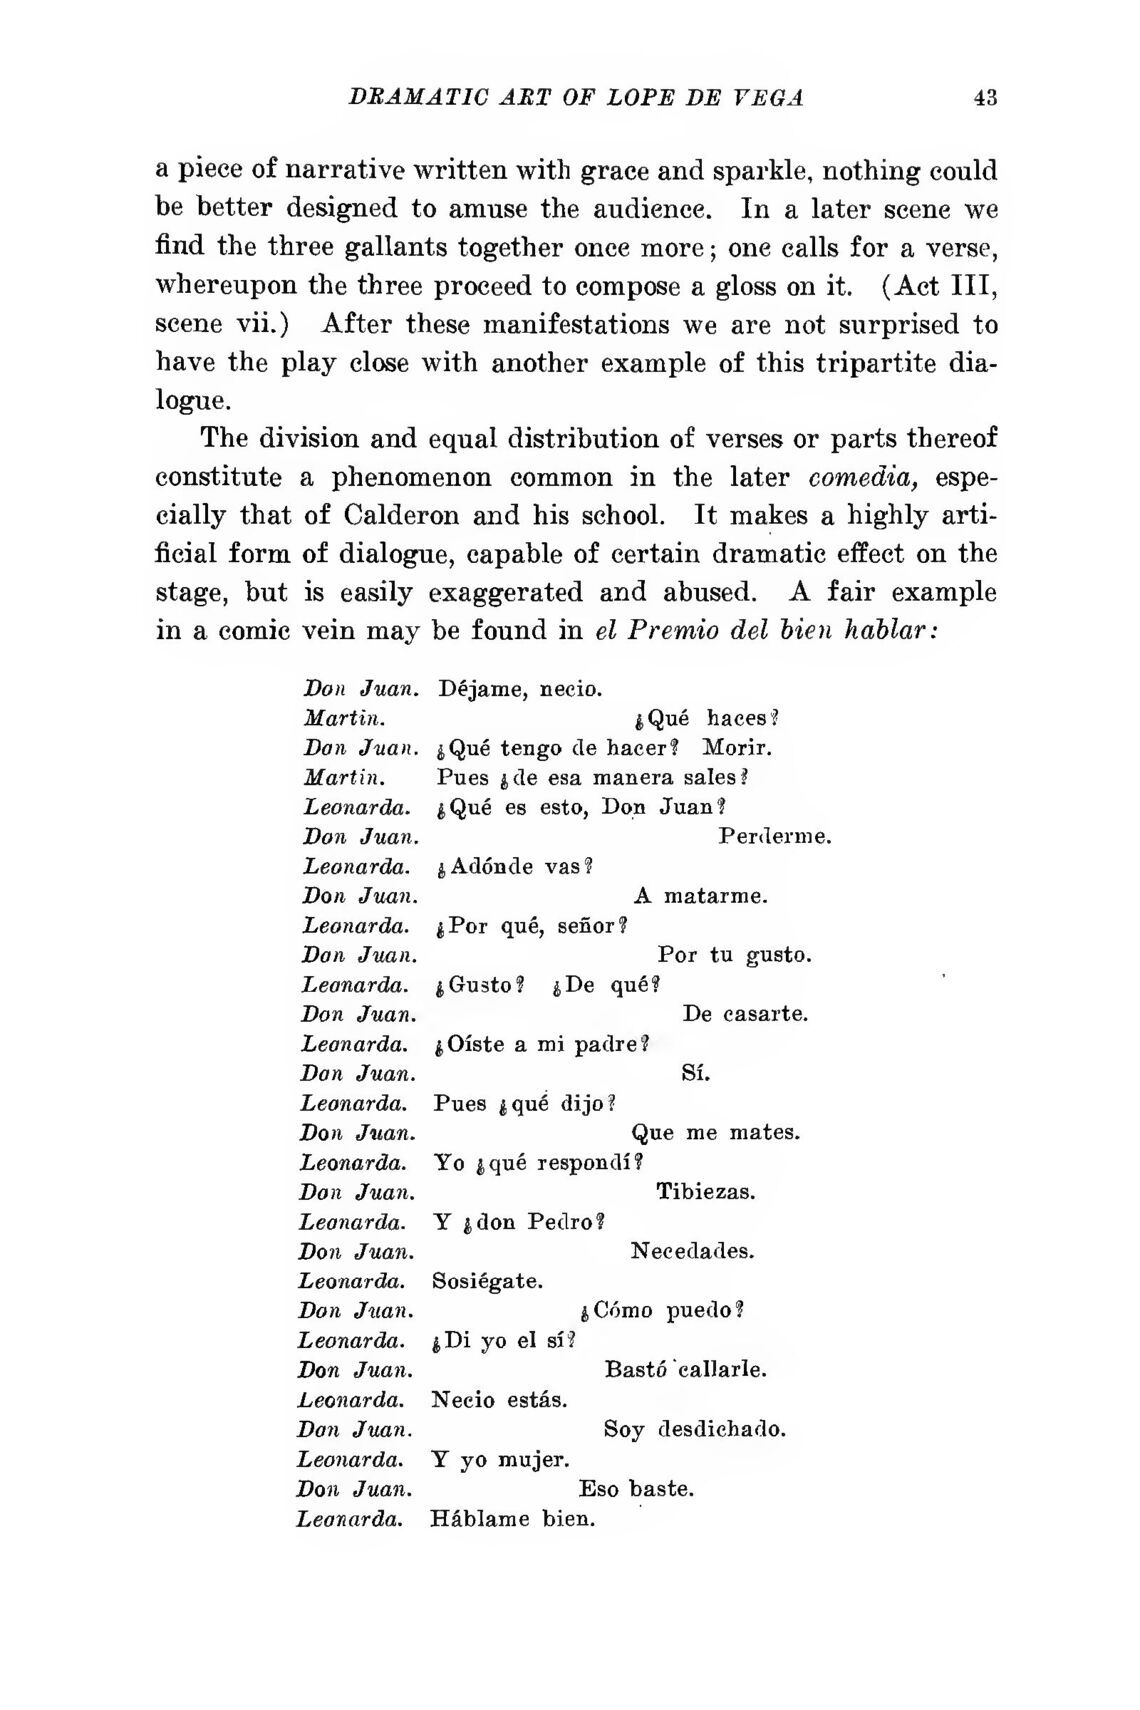 DRAMATIC ART OF LOPE DE VEGA 43
a piece of narrative written with grace and sparkle, nothing could
be better designed to amuse the audience. In a later scene we
find the three gallants together once more; one calls for a verse,
whereupon the three proceed to compose a gloss on it. (Act III,
scene vii.) After these manifestations we are not surprised to
have the play close with another example of this tripartite dia-
logue.
The division and equal distribution of verses or parts thereof
constitute a phenomenon common in the later comedia, espe-
cially that of Calderon and his school. It makes a highly arti-
ficial form of dialogue, capable of certain dramatic effect on the
stage, but is easily exaggerated and abused. A fair example
in a comic vein may be found in el Premio del bien hablar:
Don Juan. Déjame, necio.
Martin. ¿Qué haces?
Don Juan. ¿Qué tengo de hacer? Morir.
Martin. Pues ¿de esa manera sales?
Leonarda. ¿Qué es esto, Don Juan?
Don Juan. Perderme.
Leonarda. ¿Adónde vas?
Don Juan. A matarme.
Leonarda. ¿Por qué, señor?
Don Juan. Por tu gusto.
Leonarda. ¿Gusto? ¿De qué?
Don Juan. De casarte.
Leonarda. ¿Oíste a mi padre?
Don Juan. Sí.
Leonarda. Pues ¿qué dijo?
Don Juan. Que me mates.
Leonarda. Yo ¿qué respondí?
Don Juan. Tibiezas.
Leonarda. Y ¿don Pedro?
Don Juan. Necedades.
Leonarda. Sosiégate.
Don Juan. ¿Cómo puedo?
Leonarda. ¿Di yo el sí?
Don Juan. Bastó callarle.
Leonarda. Necio estás.
Don Juan. Soy desdichado.
Leonarda. Y yo mujer.
Don Juan. Eso baste.
Leonarda. Háblame bien.